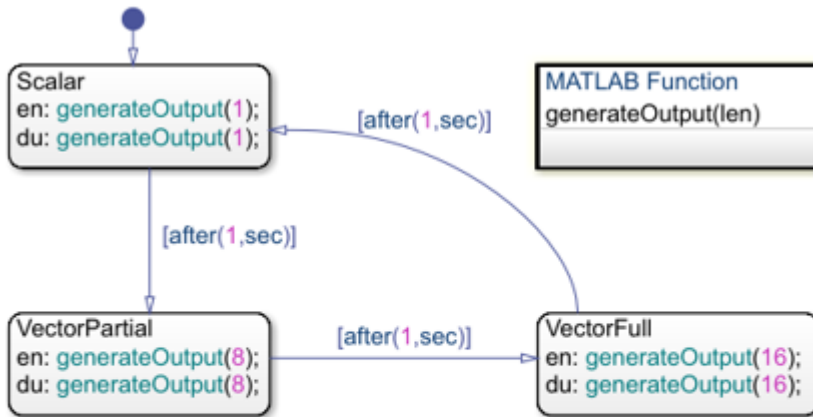 Scalar
en: generateOutput(1);
du: generateOutput(1);
MATLAB Function
generateOutput(len)
[after(1,sec)]
[after(1,sec)]
VectorPartial
en: generateOutput(8);
du: generateOutput(8);
[after(1,sec)]
VectorFull
en: generateOutput(16);
du: generateOutput(16);